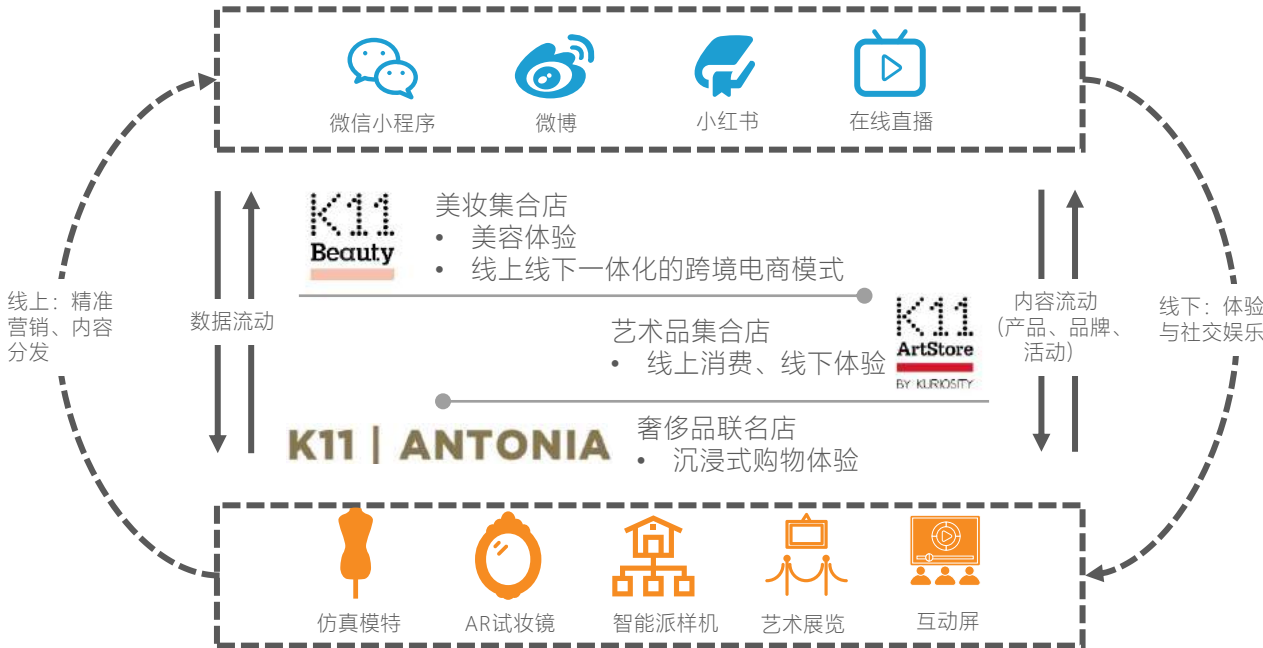 微信小程序
微博
小红书
在线直播
K11
Beauty
美妆集合店
• 美容体验
• 线上线下一体化的跨境电商模式
线上：精准
营销、内容
分发
数据流动
艺术品集合店
• 线上消费、线下体验
K11
ArtStore
BY KURIOSITY
内容流动
(产品、品牌、
活动)
线下：体验
与社交娱乐
K11 | ANTONIA
奢侈品联名店
• 沉浸式购物体验
仿真模特
AR试妆镜
智能派样机
艺术展览
互动屏